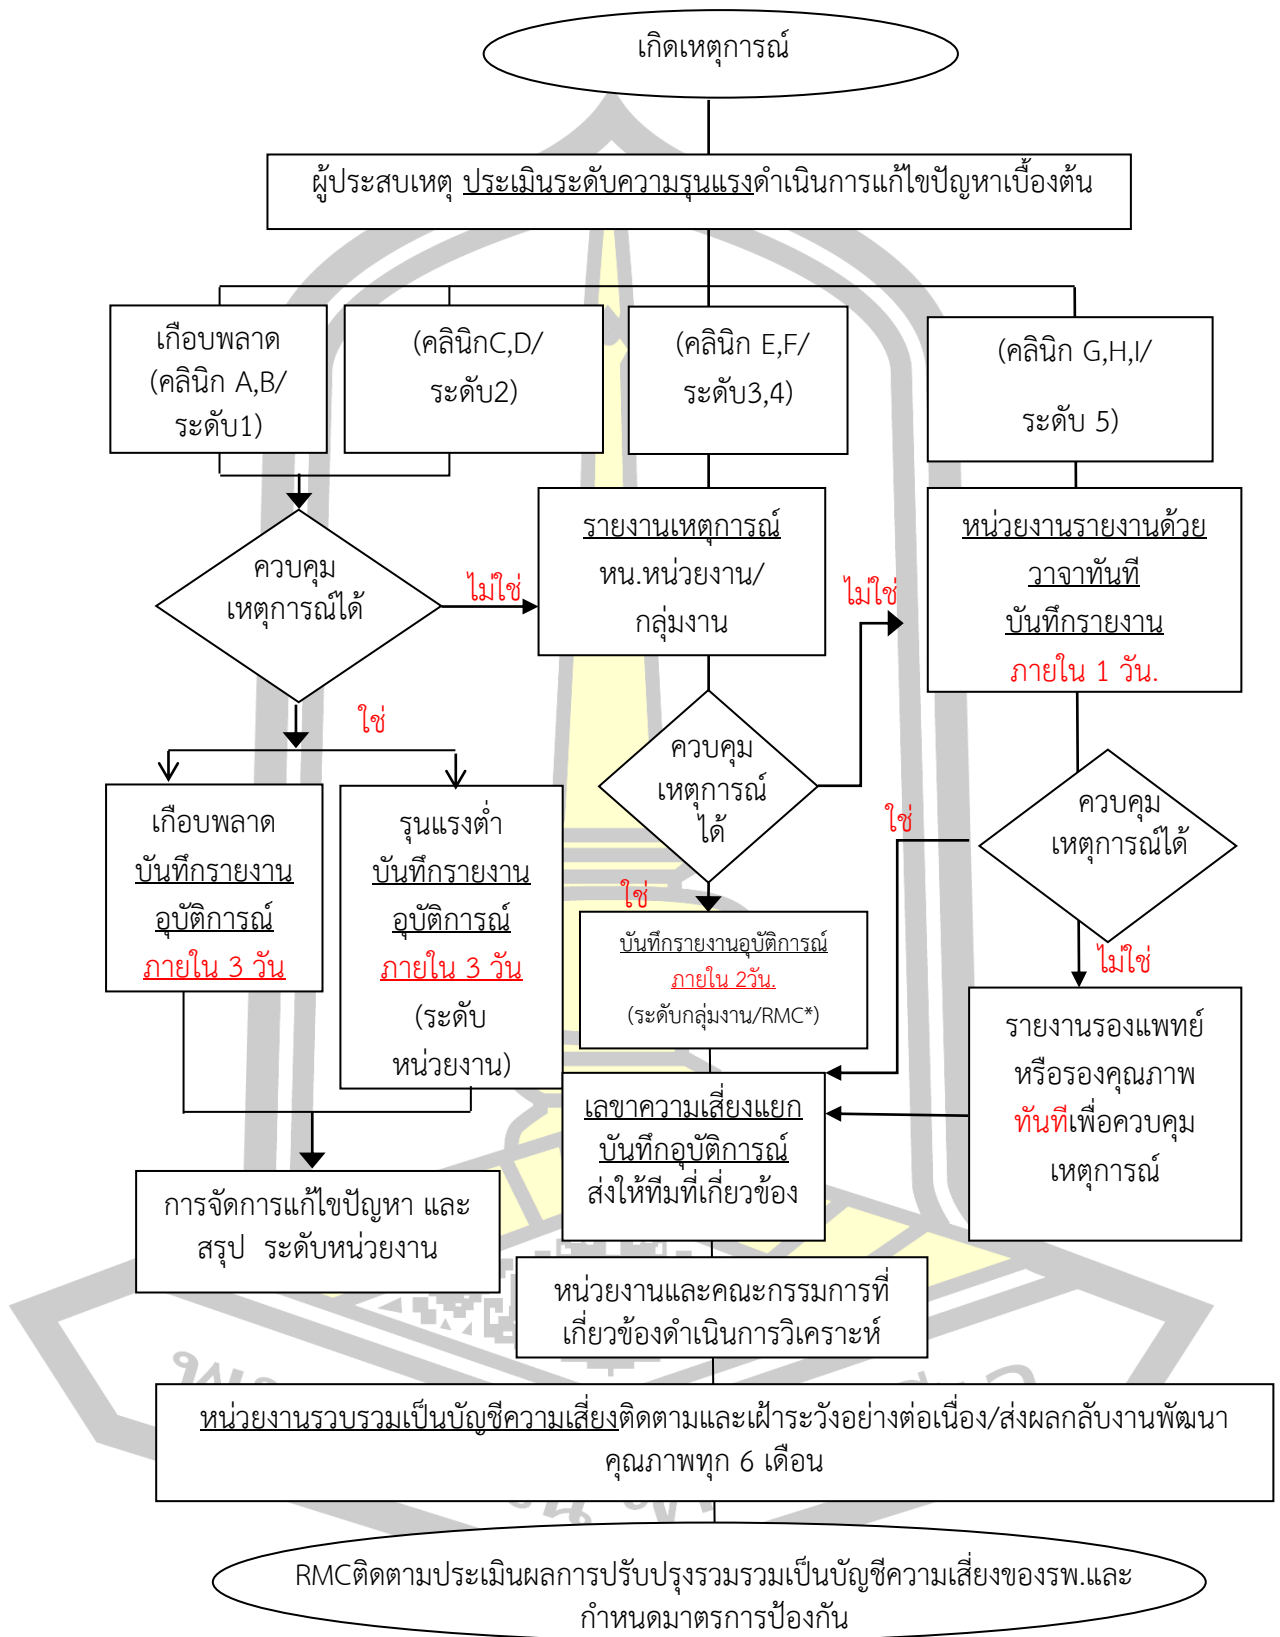 เกิดเหตุการณ์
ผู้ประสบเหตุ ประเมินระดับความรุนแรงดำเนินการแก้ไขปัญหาเบื้องต้น
เกือบพลาด
(คลินิก A,B/
ระดับ1)
(คลินิกC,D/
ระดับ2)
(คลินิก E,F/
ระดับ3,4)
(คลินิก G,H,I/
ระดับ 5)
ควบคุม
เหตุการณ์ได้
ไม่ใช่
รายงานเหตุการณ์
หน.หน่วยงาน/
กลุ่มงาน
ไม่ใช่
หน่วยงานรายงานด้วย
วาจาทันที
บันทึกรายงาน
ภายใน 1 วัน.
ใช่
ควบคุม
เหตุการณ์
ได้
ใช่
ควบคุม
เหตุการณ์ได้
เกือบพลาด
บันทึกรายงาน
อุบัติการณ์
ภายใน 3 วัน
รุนแรงต่ำ
บันทึกรายงาน
อุบัติการณ์
ภายใน 3 วัน
(ระดับ
หน่วยงาน)
ใช่
บันทึกรายงานอุบัติการณ์
ภายใน 2วัน.
(ระดับกลุ่มงาน/RMC*)
ไม่ใช่
รายงานรองแพทย์
หรือรองคุณภาพ
ทันทีเพื่อควบคุม
เหตุการณ์
เลขาความเสี่ยงแยก
บันทึกอุบัติการณ์
ส่งให้ทีมที่เกี่ยวข้อง
การจัดการแก้ไขปัญหา และ
สรุป ระดับหน่วยงาน
หน่วยงานและคณะกรรมการที่
เกี่ยวข้องดำเนินการวิเคราะห์
หน่วยงานรวบรวมเป็นบัญชีความเสี่ยงติดตามและเฝ้าระวังอย่างต่อเนื่อง/ส่งผลกลับงานพัฒนา
คุณภาพทุก 6 เดือน
RMCติดตามประเมินผลการปรับปรุงรวมรวมเป็นบัญชีความเสี่ยงของรพ.และ
กำหนดมาตรการป้องกัน